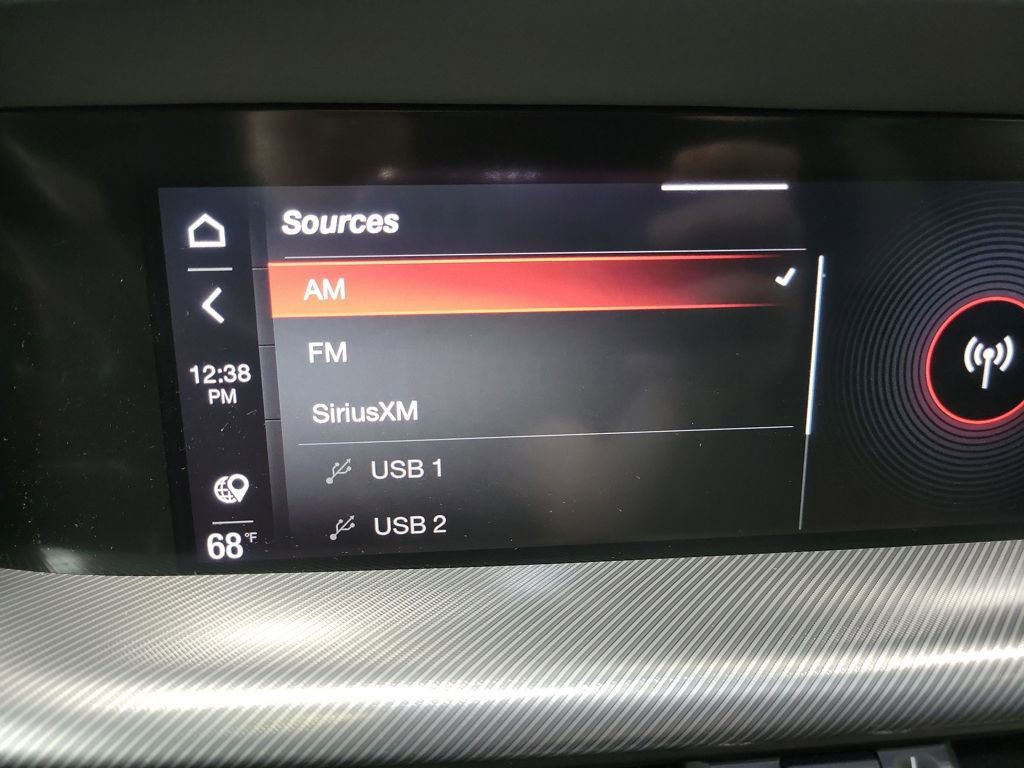 Sources
AM
FM
SiriusXM
USB 1
USB 2
12:38
PM
68°F